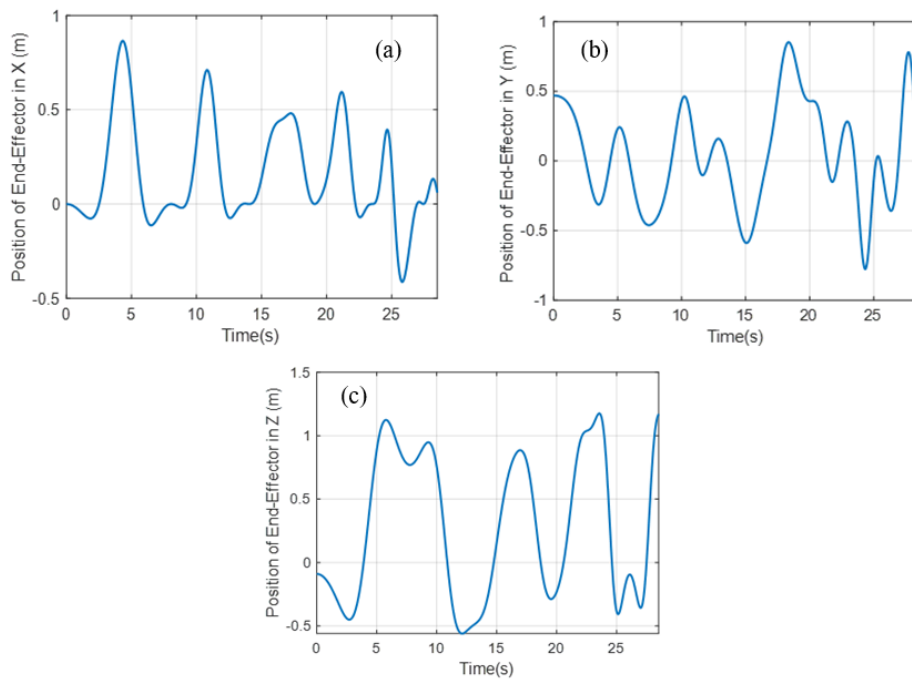 (a)
Position of End-Effector in X (m)
1
0.5
0
-0.5
0 5 10 15 20 25
Time(s)
(b)
Position of End-Effector in Y (m)
1
0.5
0
-0.5
-1
0 5 10 15 20 25
Time(s)
(c)
Position of End-Effector in Z (m)
1.5
1
0.5
0
-0.5
0 5 10 15 20 25
Time(s)